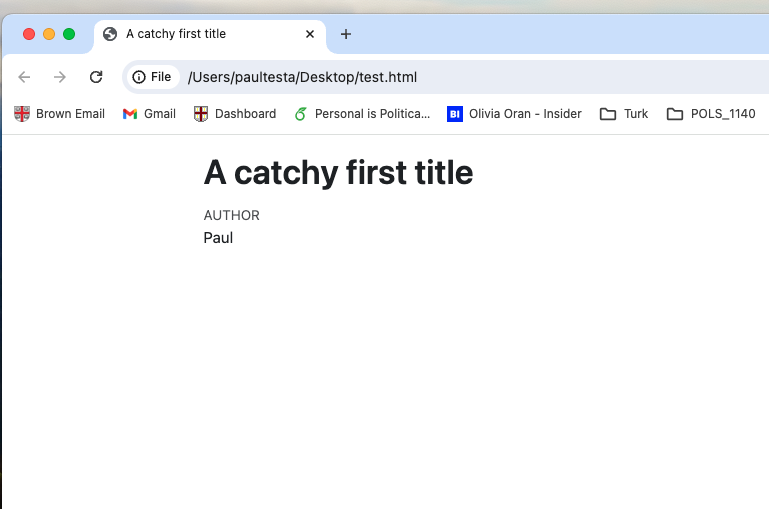 A catchy first title
File /Users/paultesta/Desktop/test.html
Brown Email Gmail Dashboard Personal is Politica... BI Olivia Oran - Insider Turk POLS_1140
A catchy first title
AUTHOR
Paul